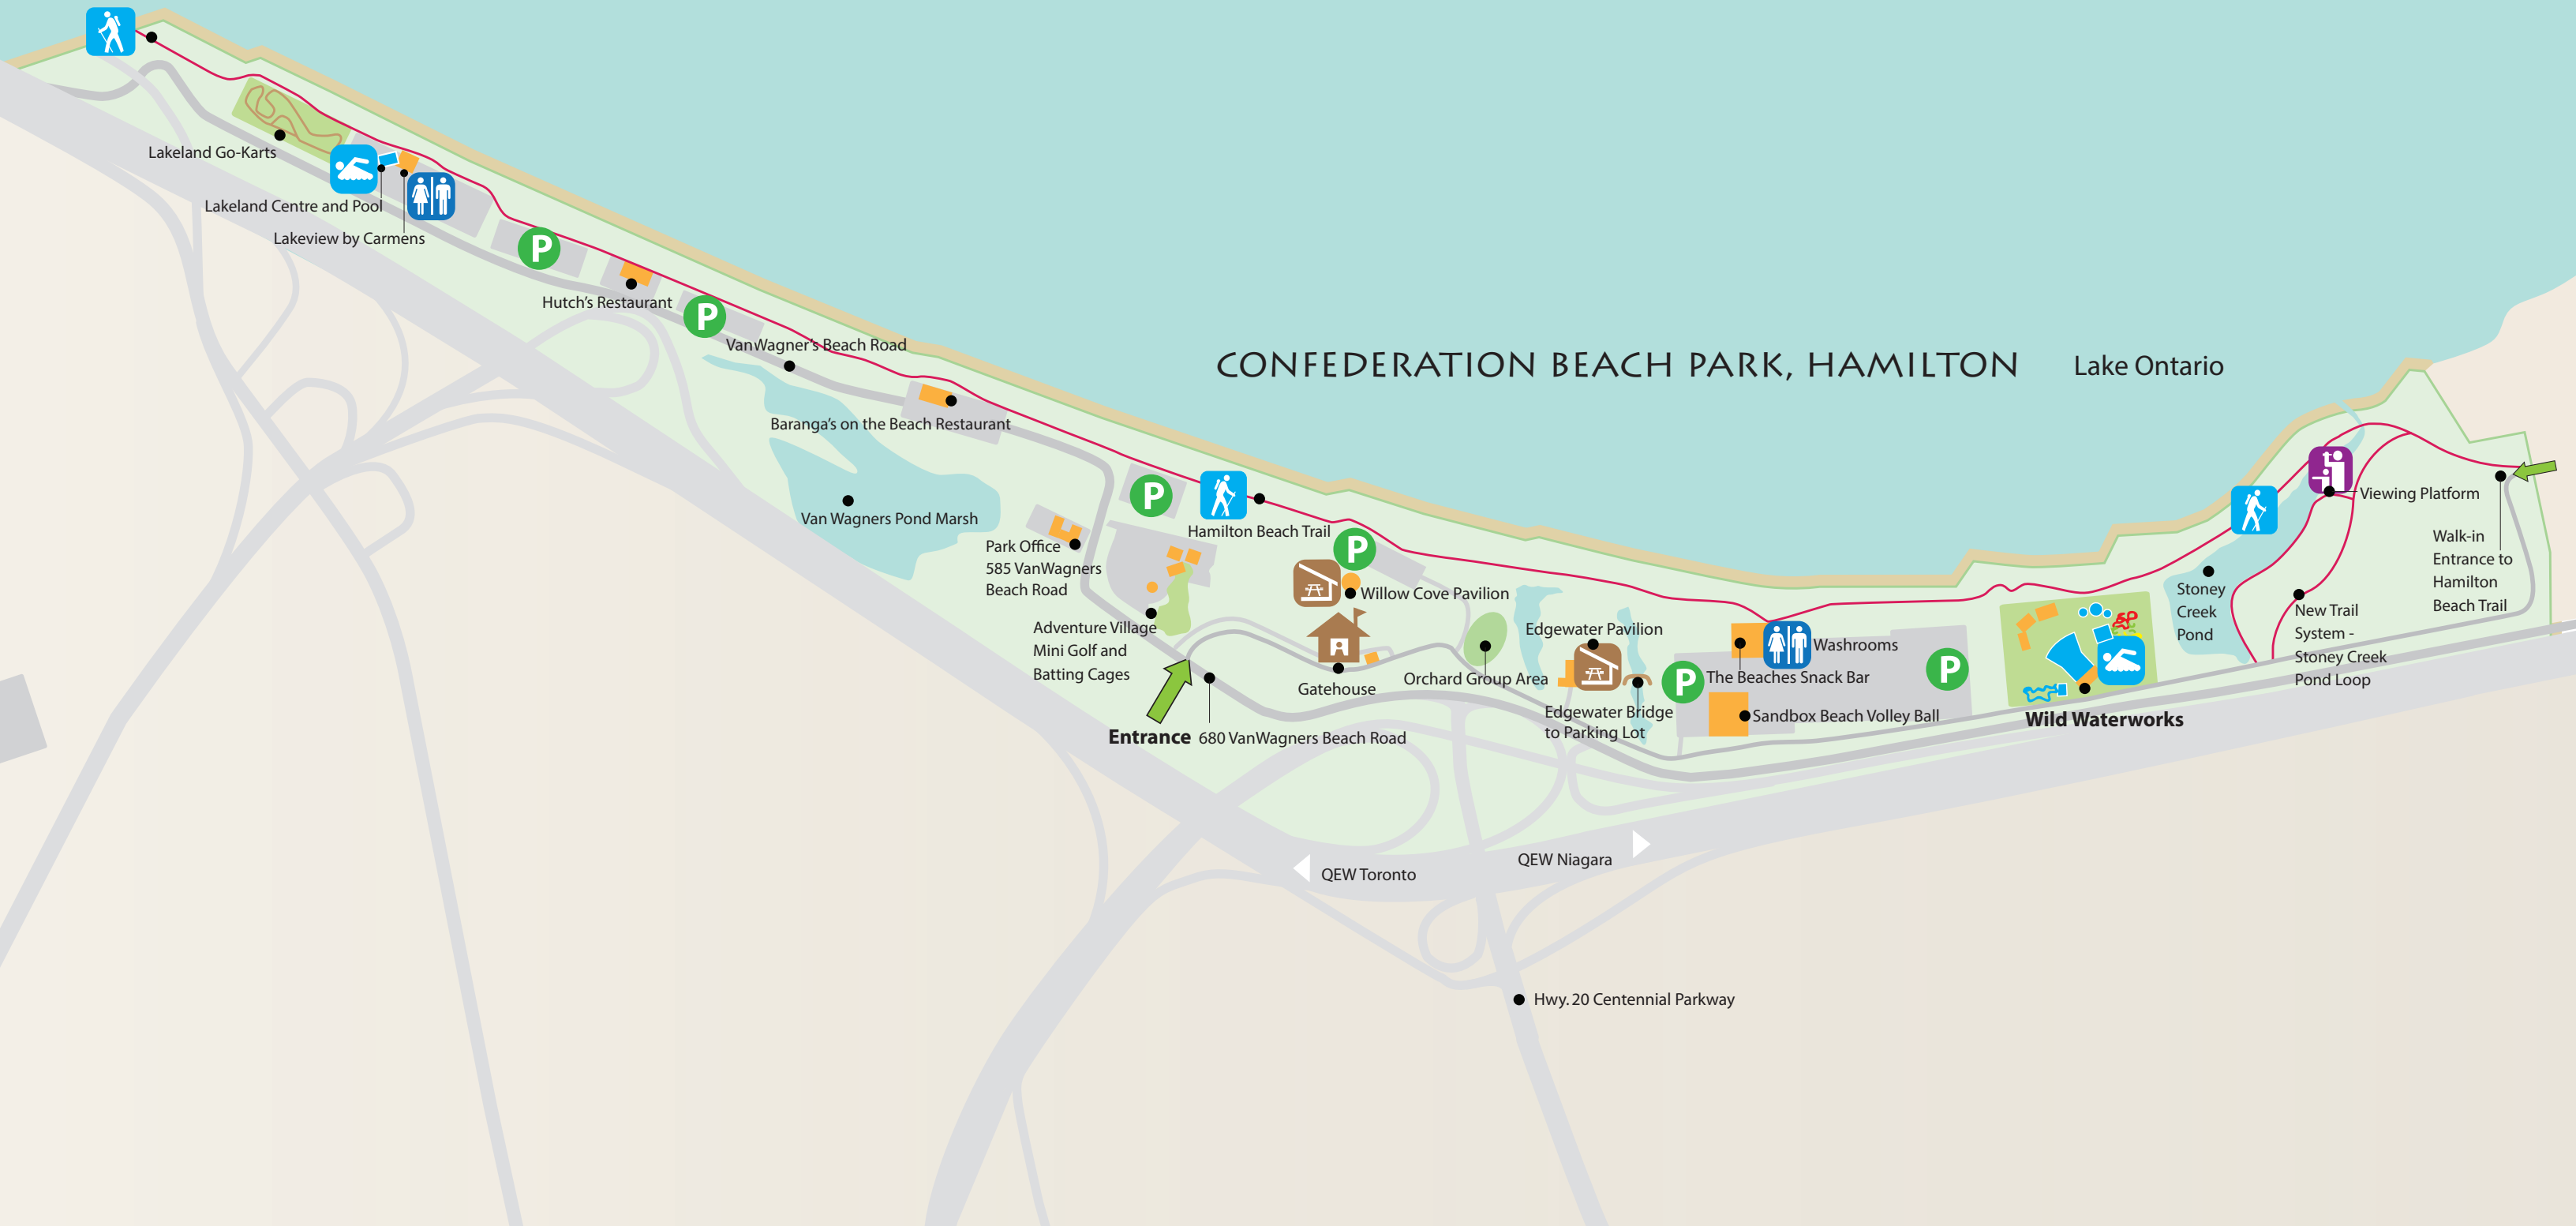 CONFEDERATION BEACH PARK, HAMILTON
Lake Ontario
Lakeland Go-Karts
Lakeland Centre and Pool
Lakeview by Carmens
P
Hutch's Restaurant
P
VanWagner's Beach Road
Baranga's on the Beach Restaurant
Van Wagners Pond Marsh
P
Hamilton Beach Trail
Park Office
585 VanWagners
Beach Road
Adventure Village
Mini Golf and
Batting Cages
P
Willow Cove Pavilion
Gatehouse
Entrance 680 VanWagners Beach Road
Orchard Group Area
Edgewater Pavilion
Edgewater Bridge
to Parking Lot
P
Washrooms
The Beaches Snack Bar
Sandbox Beach Volley Ball
P
Wild Waterworks
Stoney
Creek
Pond
Viewing Platform
New Trail
System -
Stoney Creek
Pond Loop
Walk-in
Entrance to
Hamilton
Beach Trail
QEW Toronto
QEW Niagara
Hwy. 20 Centennial Parkway